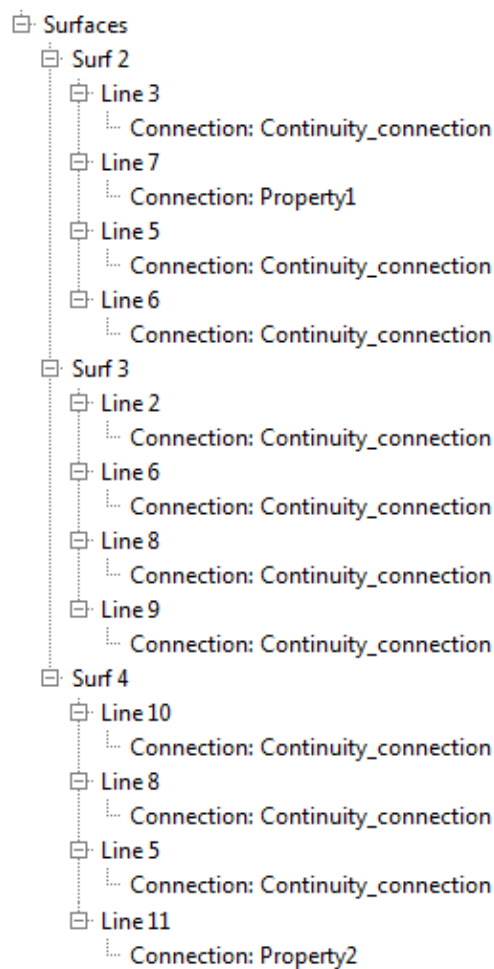 Surfaces
Surf 2
Line 3
Connection: Continuity_connection
Line 7
Connection: Property1
Line 5
Connection: Continuity_connection
Line 6
Connection: Continuity_connection
Surf 3
Line 2
Connection: Continuity_connection
Line 6
Connection: Continuity_connection
Line 8
Connection: Continuity_connection
Line 9
Connection: Continuity_connection
Surf 4
Line 10
Connection: Continuity_connection
Line 8
Connection: Continuity_connection
Line 5
Connection: Continuity_connection
Line 11
Connection: Property2